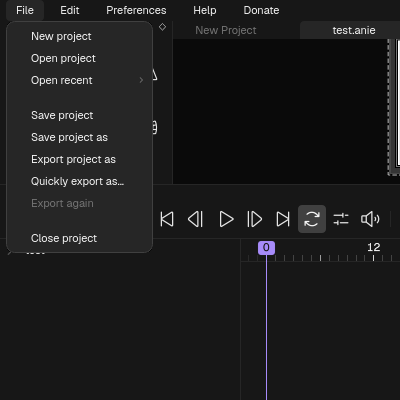 File Edit Preferences Help Donate
New Project test.anie
New project
Open project
Open recent
Save project
Save project as
Export project as
Quickly export as…
Export again
Close project
0 12